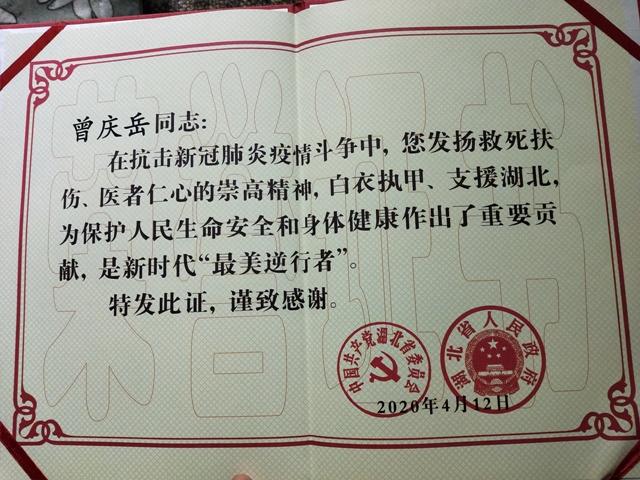 曾庆岳同志：
在抗击新冠肺炎疫情斗争中，您发扬救死扶
伤、医者仁心的崇高精神，白衣执甲、支援湖北，
为保护人民生命安全和身体健康作出了重要贡
献，是新时代“最美逆行者”。
特发此证，谨致感谢。
中国共产党湖北省委员会
湖北省人民政府
2020年4月12日